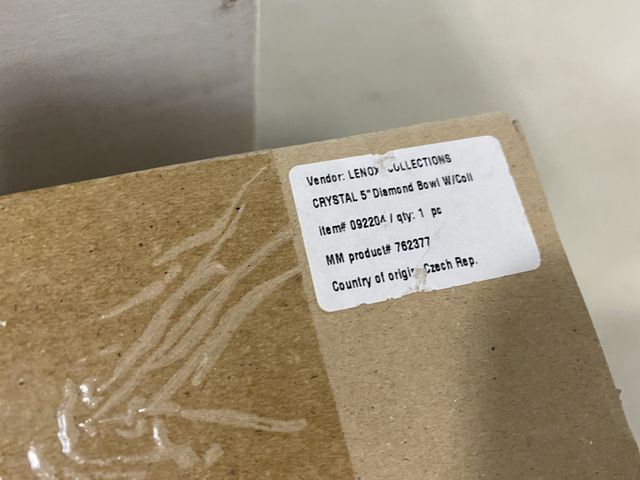 Vendor: LENOX COLLECTIONS
CRYSTAL 5" Diamond Bowl W/Coll
item# 092204 / qty: 1 pc
MM product# 762377
Country of origin Czech Rep.